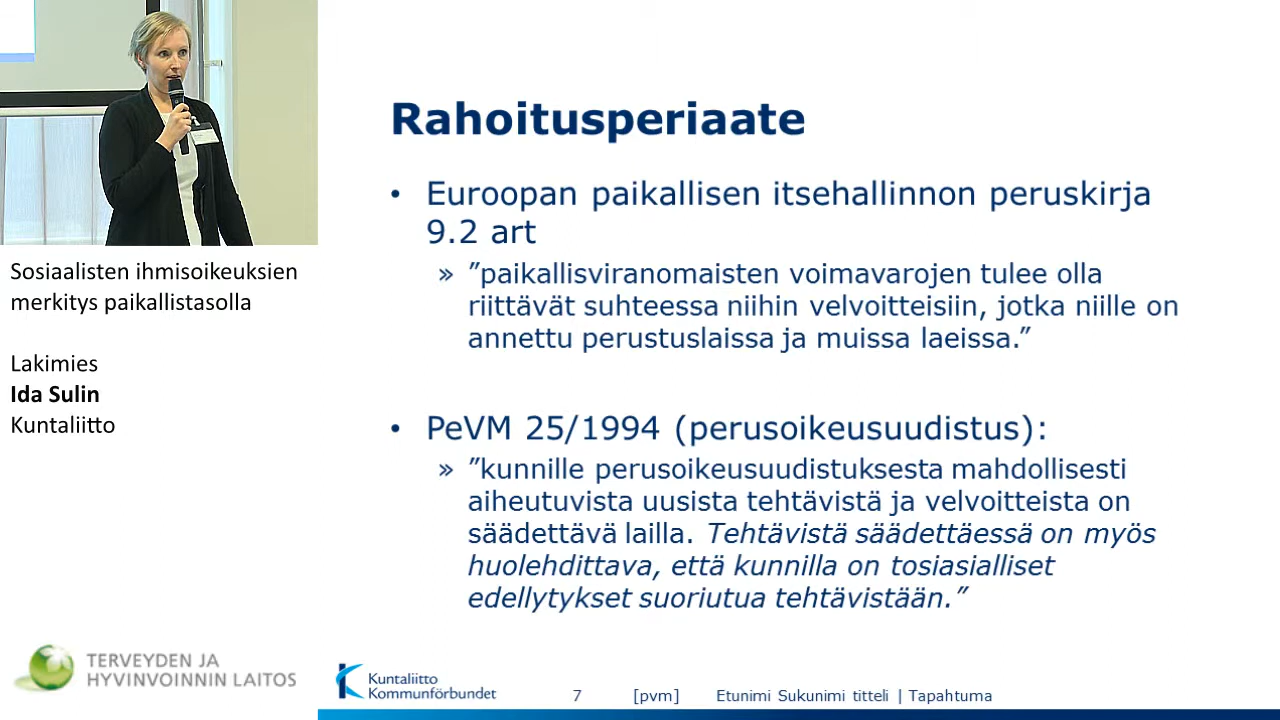 Sosiaalisten ihmisoikeuksien
merkitys paikallistasolla
Lakimies
Ida Sulin
Kuntaliitto
TERVEYDEN JA
HYVINVOINNIN LAITOS
Rahoitusperiaate
• Euroopan paikallisen itsehallinnon peruskirja
9.2 art
» ”paikallisviranomaisten voimavarojen tulee olla
riittävät suhteessa niihin velvoitteisiin, jotka niille on
annettu perustuslaissa ja muissa laeissa.”
• PeVM 25/1994 (perusoikeusuudistus):
» ”kunnille perusoikeusuudistuksesta mahdollisesti
aiheutuvista uusista tehtävistä ja velvoitteista on
säädettävä lailla. Tehtävistä säädettäessä on myös
huolehdittava, että kunnilla on tosiasialliset
edellytykset suoriutua tehtävistään.”
Kuntaliitto
Kommunförbundet
7 [pvm] Etunimi Sukunimi titteli | Tapahtuma